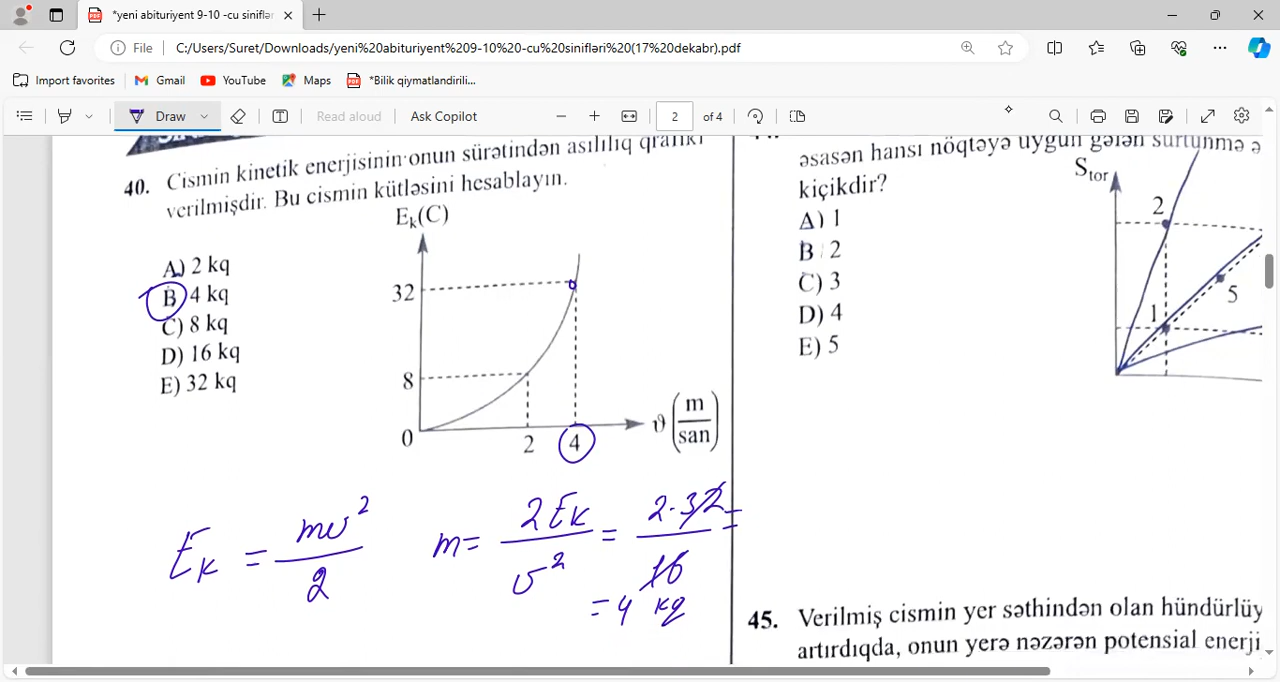 *yeni abituriyent 9-10 -cu siniflər
File C:/Users/Suret/Downloads/yeni%20abituriyent%209-10%20-cu%20sinifləri%20(17%20dekabr).pdf
Import favorites Gmail YouTube Maps *Bilik qiymatlandirili...
Draw Read aloud Ask Copilot 2 of 4
40. Cismin kinetik enerjisinin onun sürətindən asılılıq qrafiki
verilmişdir. Bu cismin kütləsini hesablayın.
A) 2 kq
B) 4 kq
C) 8 kq
D) 16 kq
E) 32 kq
Eₖ(C)
32
8
0
2 4
ϑ (m/san)
Eₖ = mυ²/2 m= 2Eₖ/υ² = 2·32/16 =
= 4 kq
əsasən hansı nöqtəyə uyğun gələn sürtünmə ə
kiçikdir?
A) 1
B) 2
C) 3
D) 4
E) 5
Sₜₒᵣ
2
5
1
45. Verilmiş cismin yer səthindən olan hündürlüy
artırdıqda, onun yerə nəzərən potensial enerji